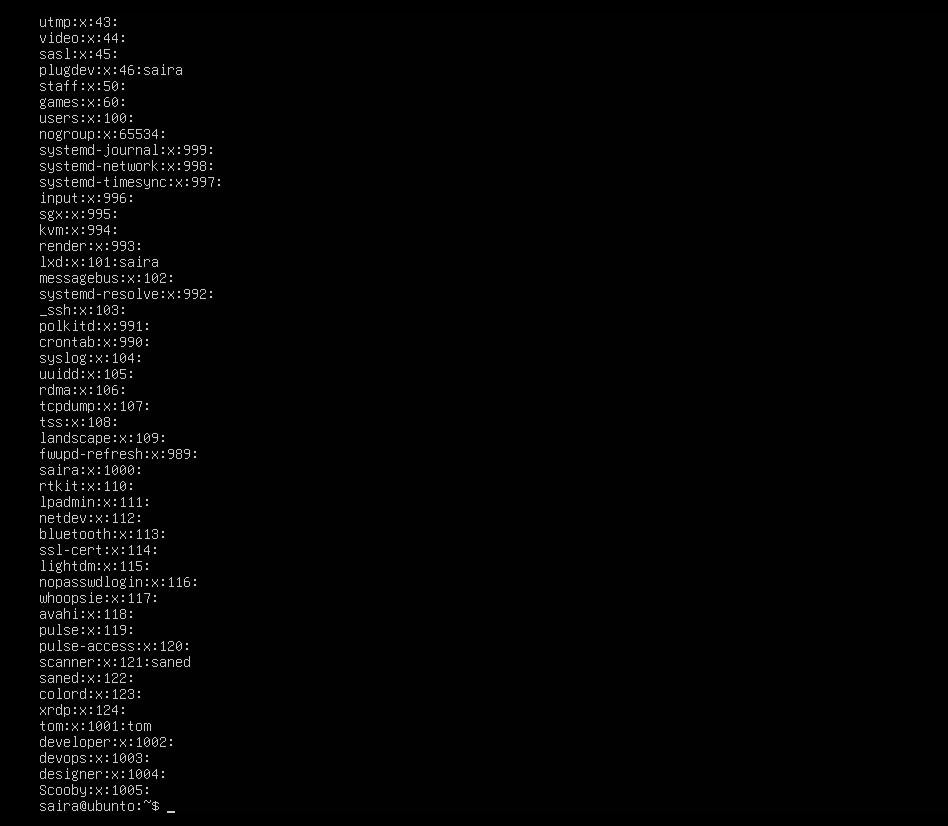 utmp:x:43:
video:x:44:
sasl:x:45:
plugdev:x:46:saira
staff:x:50:
games:x:60:
users:x:100:
nogroup:x:65534:
systemd-journal:x:999:
systemd-network:x:998:
systemd-timesync:x:997:
input:x:996:
sgx:x:995:
kvm:x:994:
render:x:993:
lxd:x:101:saira
messagebus:x:102:
systemd-resolve:x:992:
_ssh:x:103:
polkitd:x:991:
crontab:x:990:
syslog:x:104:
uuidd:x:105:
rdma:x:106:
tcpdump:x:107:
tss:x:108:
landscape:x:109:
fwupd-refresh:x:989:
saira:x:1000:
rtkit:x:110:
lpadmin:x:111:
netdev:x:112:
bluetooth:x:113:
ssl-cert:x:114:
lightdm:x:115:
nopasswdlogin:x:116:
whoopsie:x:117:
avahi:x:118:
pulse:x:119:
pulse-access:x:120:
scanner:x:121:saned
saned:x:122:
colord:x:123:
xrdp:x:124:
tom:x:1001:tom
developer:x:1002:
devops:x:1003:
designer:x:1004:
Scooby:x:1005:
saira@ubunto:~$ _